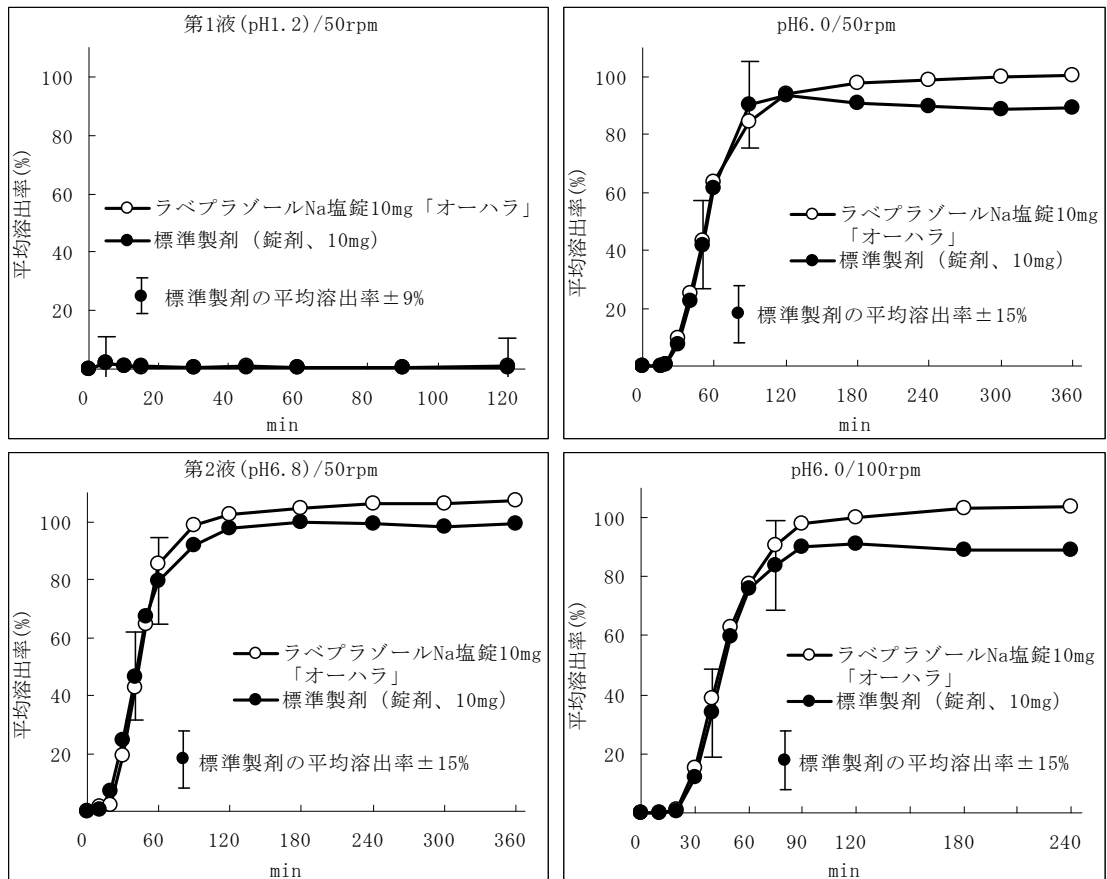 第1液(pH1.2)/50rpm
平均溶出率(%)
100
80
60
40
20
ラベプラゾールNa塩錠10mg「オーハラ」
標準製剤（錠剤、10mg）
標準製剤の平均溶出率±9%
0 20 40 60 80 100 120
min
pH6.0/50rpm
平均溶出率(%)
100
80
60
40
20
ラベプラゾールNa塩錠10mg
「オーハラ」
標準製剤（錠剤、10mg）
標準製剤の平均溶出率±15%
0 60 120 180 240 300 360
min
第2液(pH6.8)/50rpm
平均溶出率(%)
100
80
60
40
20
ラベプラゾールNa塩錠10mg
「オーハラ」
標準製剤（錠剤、10mg）
標準製剤の平均溶出率±15%
0 60 120 180 240 300 360
min
pH6.0/100rpm
平均溶出率(%)
100
80
60
40
20
ラベプラゾールNa塩錠10mg
「オーハラ」
標準製剤（錠剤、10mg）
標準製剤の平均溶出率±15%
0 30 60 90 120 180 240
min